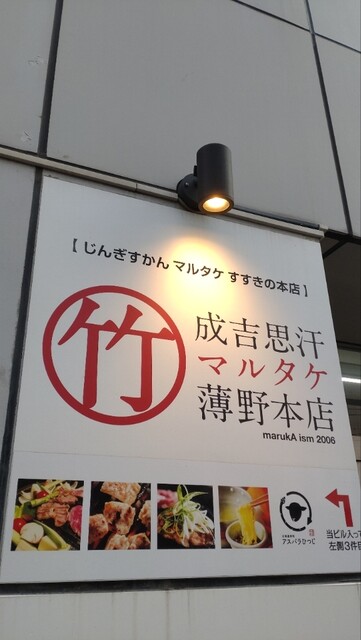 【じんぎすかん マルタケ すすきの本店】
竹
成吉思汗
マルタケ
薄野本店
marukA ism 2006
アスパラひつじ
当ビル入って
左側3件目